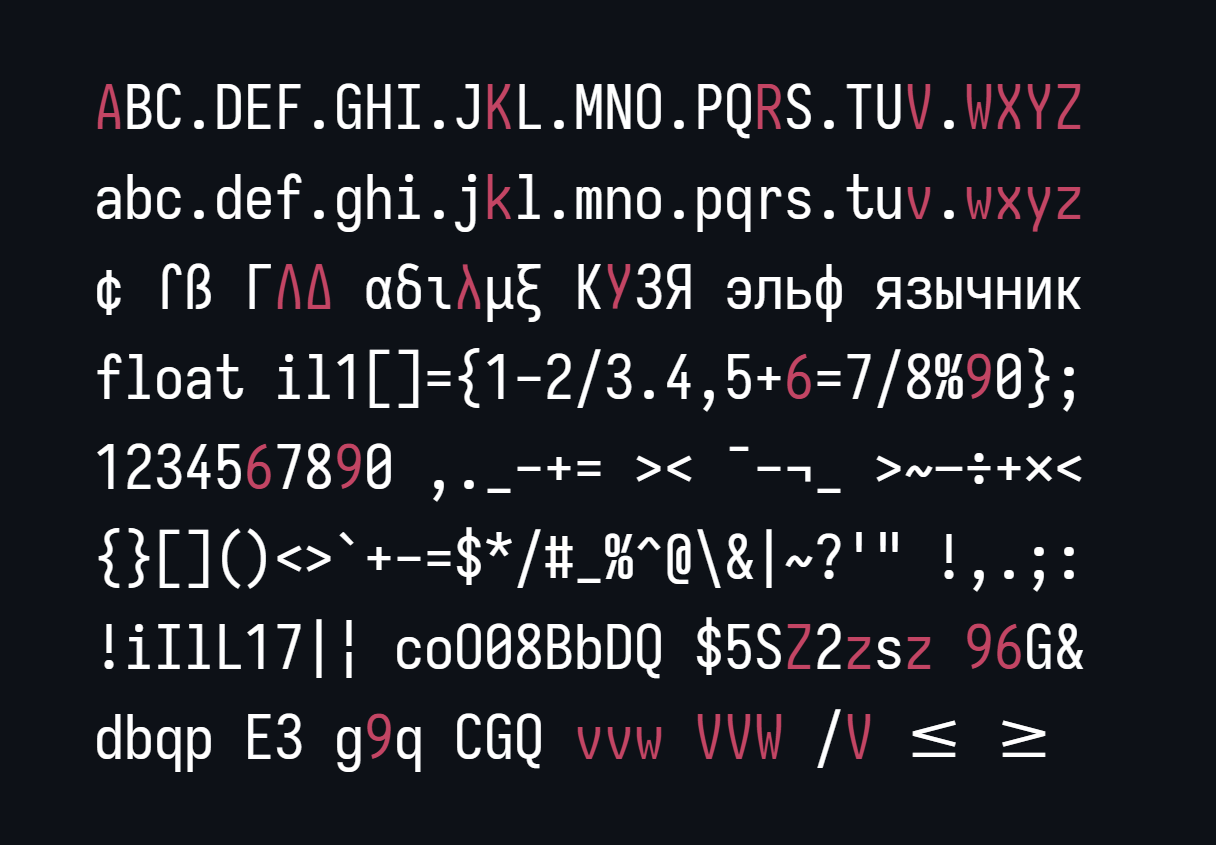 ABC.DEF.GHI.JKL.MNO.PQRS.TUV.WXYZ
abc.def.ghi.jkl.mno.pqrs.tuv.wxyz
¢ ſß ΓΛΔ αδιλμξ КУЗЯ эльф язычник
float il1[]={1-2/3.4,5+6=7/8%90};
1234567890 ,._-+= >< ¯-¬_ >~–÷+×<
{}[]()<>`+-=$*/#_%^@\&|~?'" !,.;:
!iIlL17|¦ coO08BbDQ $5SZ2zsz 96G&
dbqp E3 g9q CGQ vvw VVW /V ≤ ≥